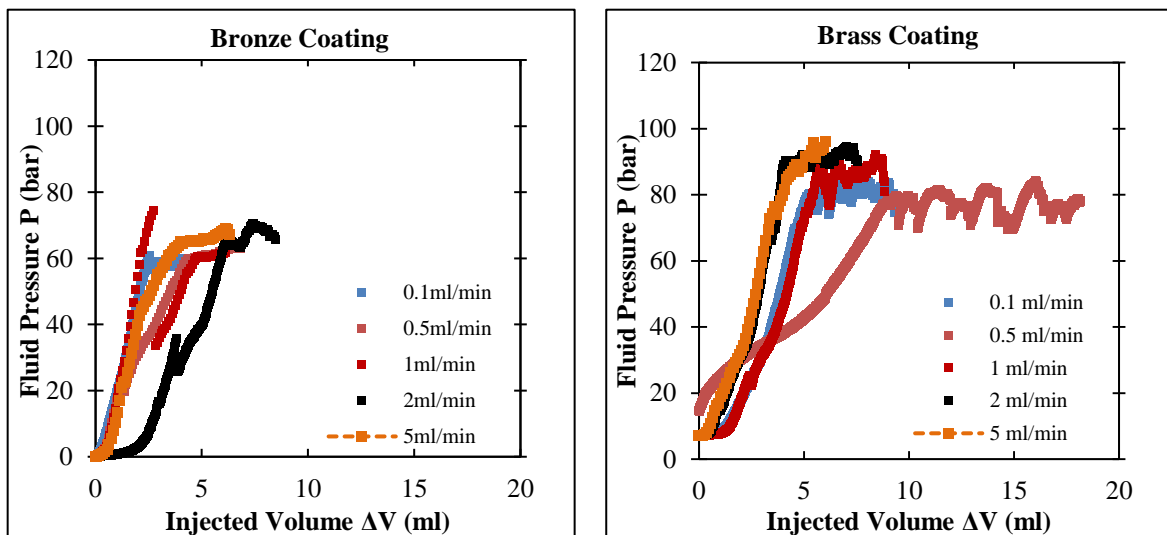 Bronze Coating
120
100
80
60
40
20
0
0 5 10 15 20
Fluid Pressure P (bar)
Injected Volume ΔV (ml)
0.1ml/min
0.5ml/min
1ml/min
2ml/min
5ml/min
Brass Coating
120
100
80
60
40
20
0
0 5 10 15 20
Fluid Pressure P (bar)
Injected Volume ΔV (ml)
0.1 ml/min
0.5 ml/min
1 ml/min
2 ml/min
5 ml/min